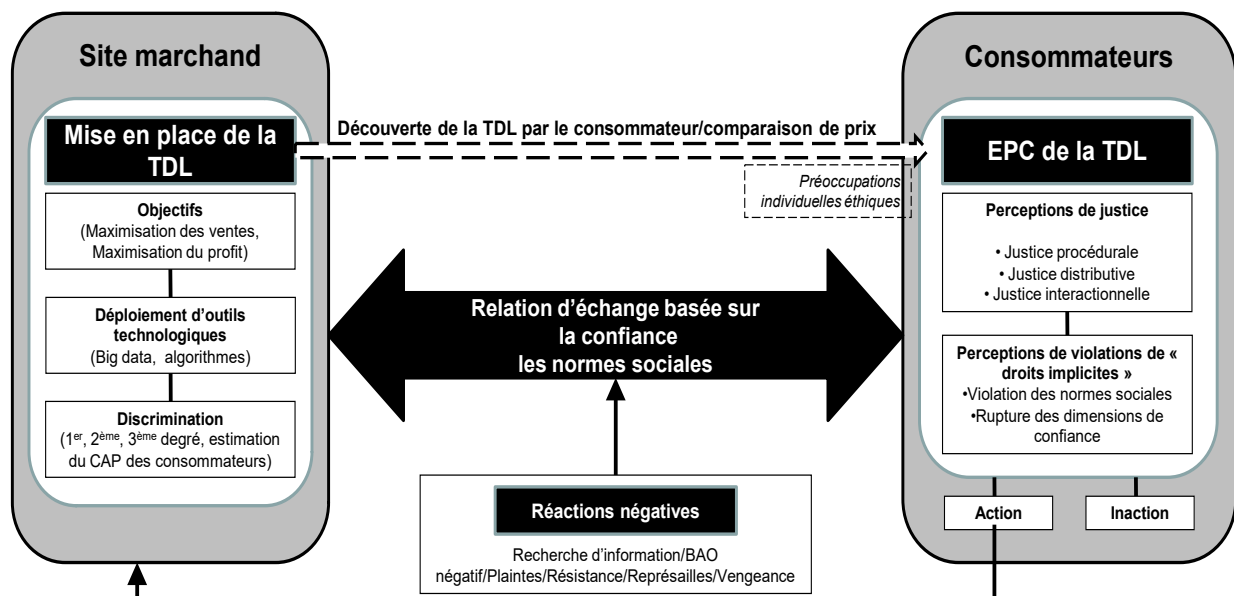 Site marchand
Mise en place de la
TDL
Objectifs
(Maximisation des ventes,
Maximisation du profit)
Déploiement d'outils
technologiques
(Big data, algorithmes)
Discrimination
(1er, 2ème, 3ème degré, estimation
du CAP des consommateurs)
Découverte de la TDL par le consommateur/comparaison de prix
Préoccupations
individuelles éthiques
Relation d'échange basée sur
la confiance
les normes sociales
Réactions négatives
Recherche d'information/BAO
négatif/Plaintes/Résistance/Représailles/Vengeance
Consommateurs
EPC de la TDL
Perceptions de justice
• Justice procédurale
• Justice distributive
• Justice interactionnelle
Perceptions de violations de «
droits implicites »
•Violation des normes sociales
•Rupture des dimensions de
confiance
Action
Inaction